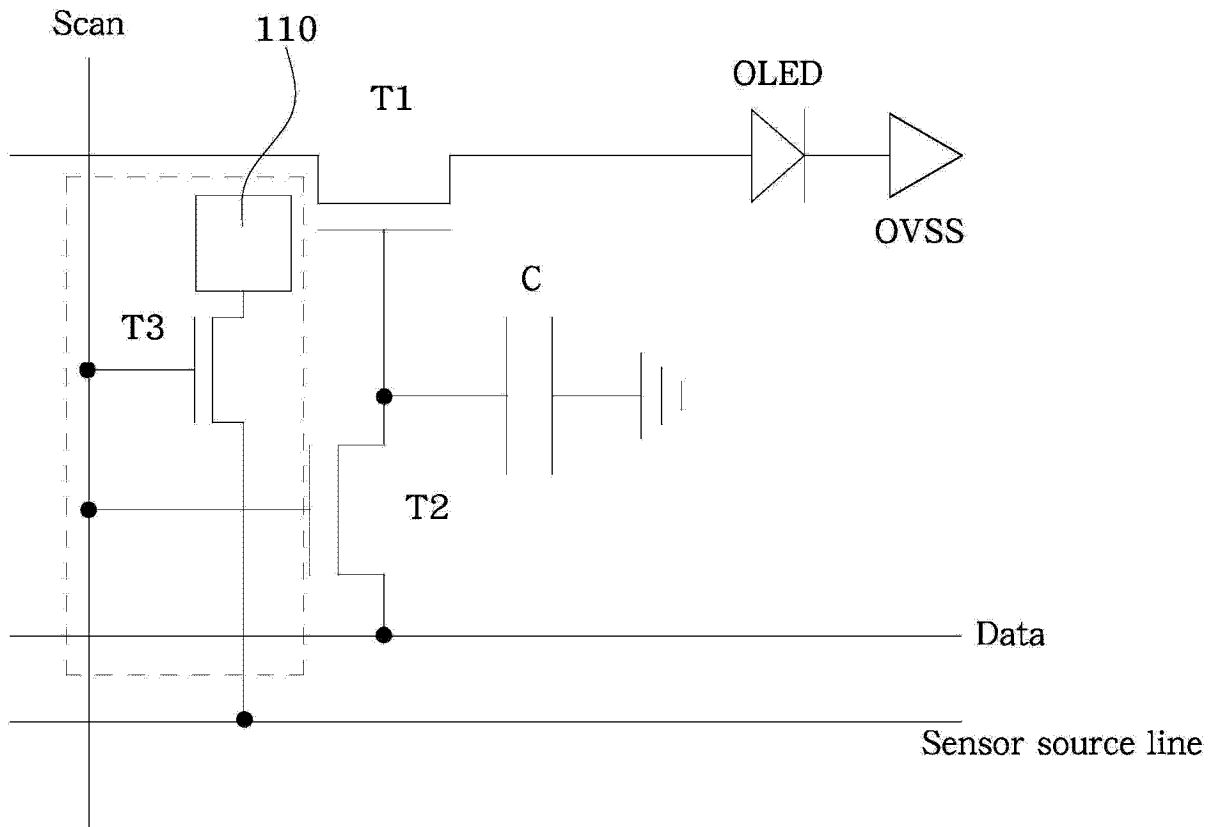 Scan
110
T1
OLED
OVSS
C
T3
T2
Data
Sensor source line